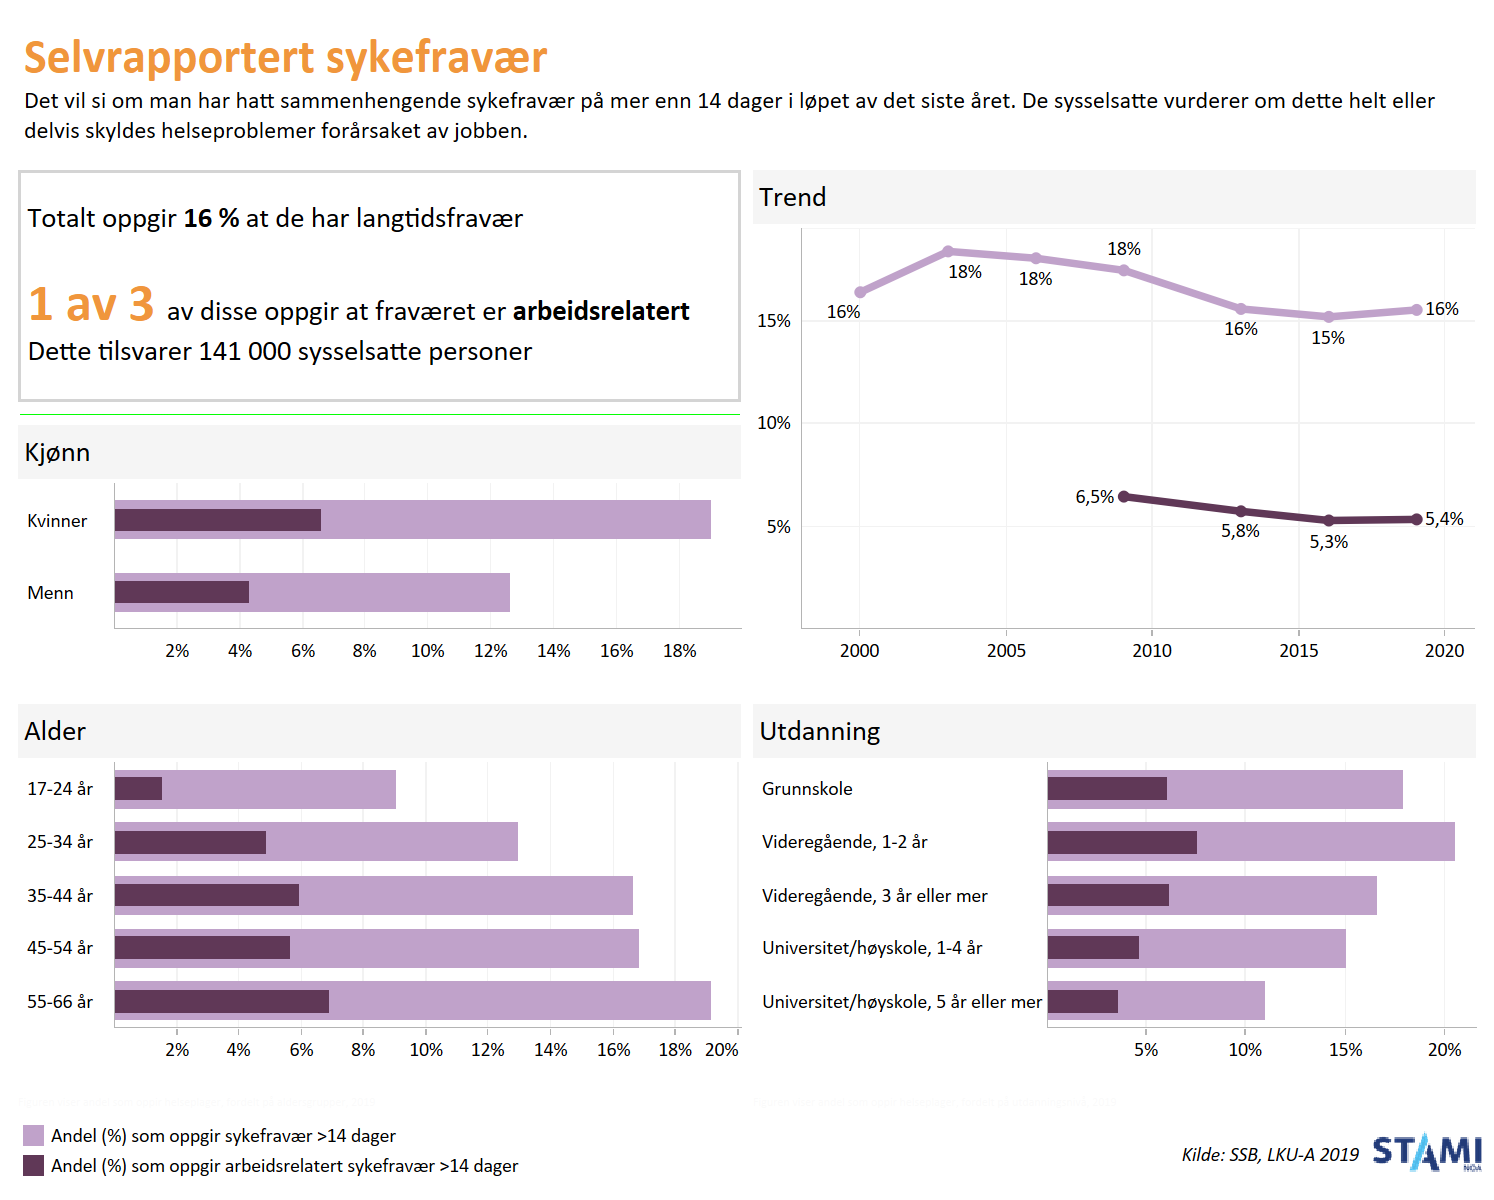 Selvrapportert sykefravær
Det vil si om man har hatt sammenhengende sykefravær på mer enn 14 dager i løpet av det siste året. De sysselsatte vurderer om dette helt eller
delvis skyldes helseproblemer forårsaket av jobben.
Totalt oppgir 16 % at de har langtidsfravær
1 av 3 av disse oppgir at fraværet er arbeidsrelatert
Dette tilsvarer 141 000 sysselsatte personer
Trend
18%
18%
18%
16%
16%
15%
16%
15%
10%
5%
6,5%
5,8%
5,3%
5,4%
2000 2005 2010 2015 2020
Kjønn
Kvinner
Menn
2% 4% 6% 8% 10% 12% 14% 16% 18%
Alder
17-24 år
25-34 år
35-44 år
45-54 år
55-66 år
2% 4% 6% 8% 10% 12% 14% 16% 18% 20%
Utdanning
Grunnskole
Videregående, 1-2 år
Videregående, 3 år eller mer
Universitet/høyskole, 1-4 år
Universitet/høyskole, 5 år eller mer
5% 10% 15% 20%
Andel (%) som oppgir sykefravær >14 dager
Andel (%) som oppgir arbeidsrelatert sykefravær >14 dager
Kilde: SSB, LKU-A 2019
STAMI
NOA